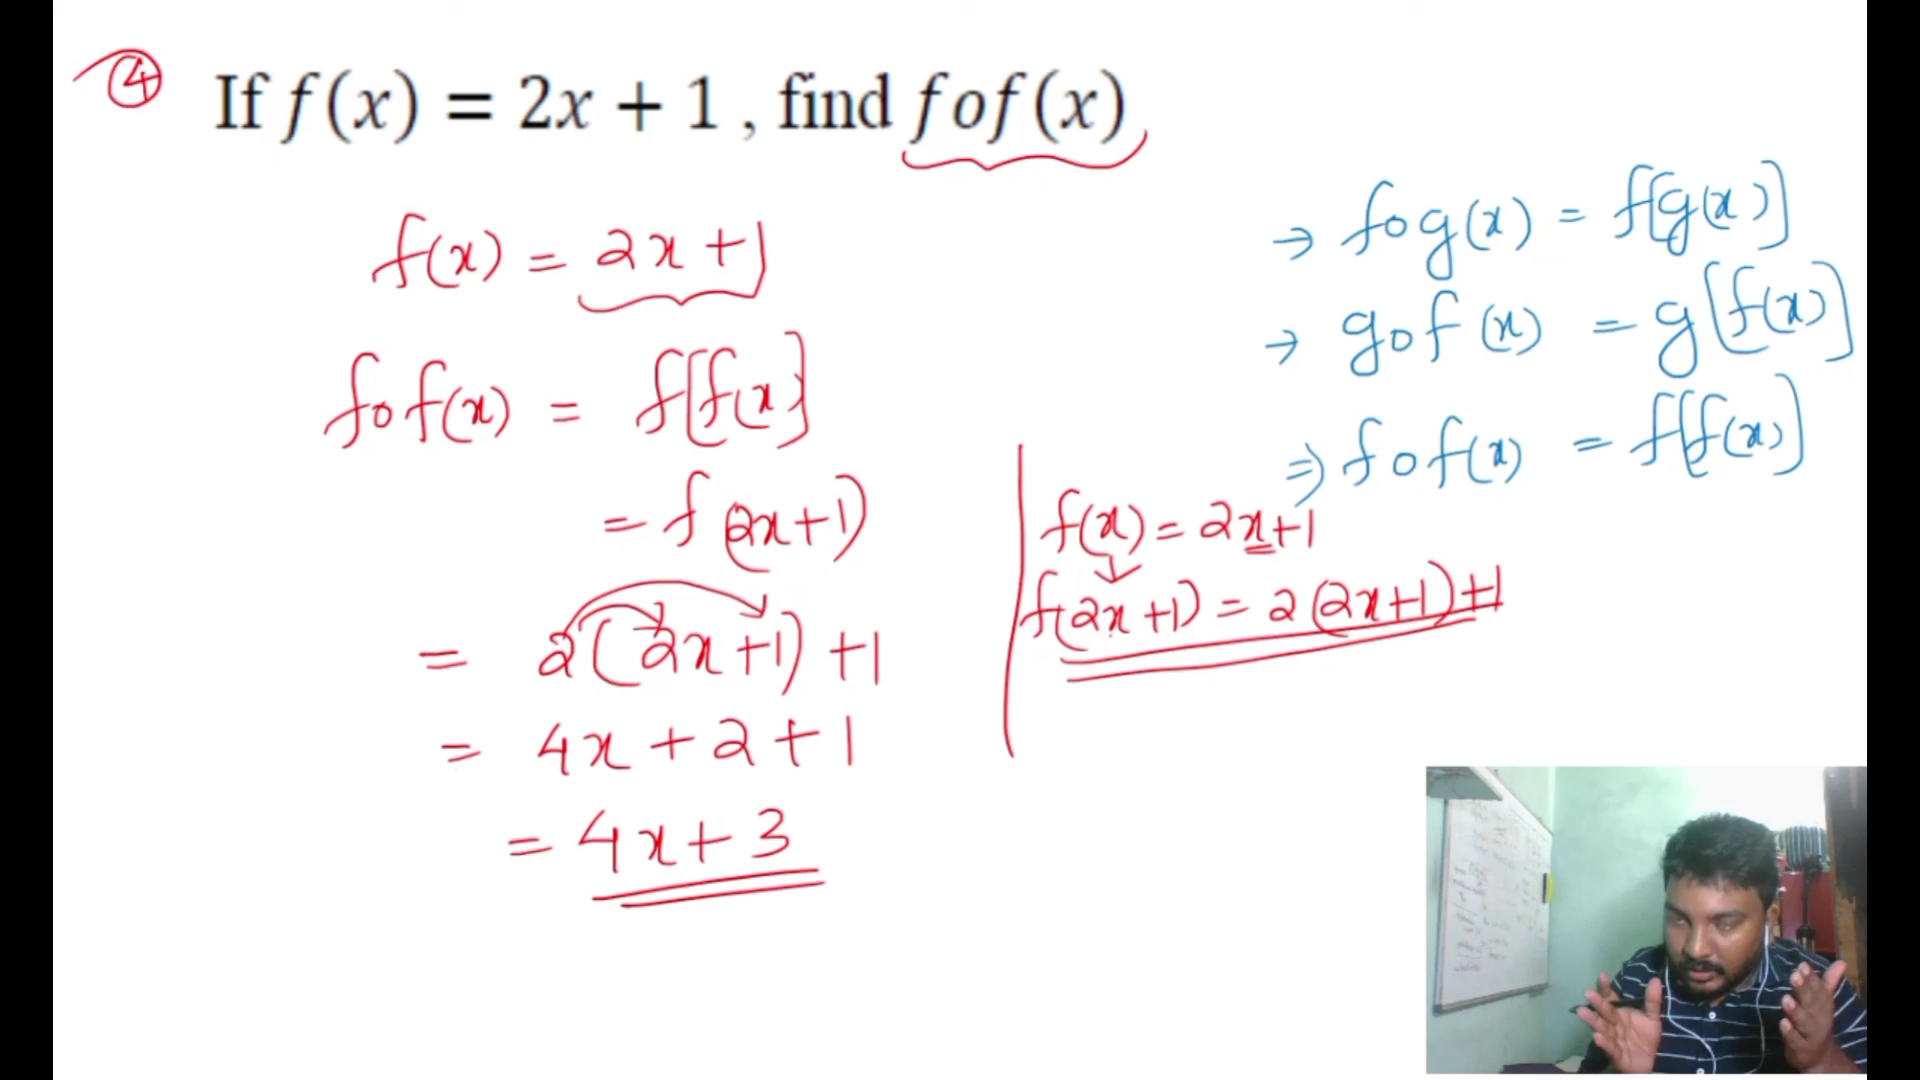 ④ If f(x) = 2x + 1 , find fof(x)
f(x) = 2x+1
fof(x) = f[f(x]
= f(2x+1)
= 2(2x+1)+1
= 4x+2+1
= 4x+3
→ fog(x) = f[g(x)]
→ gof(x) = g[f(x)]
⇒ fof(x) = f[f(x)]
f(x) = 2x+1
f(2x+1) = 2(2x+1)+1